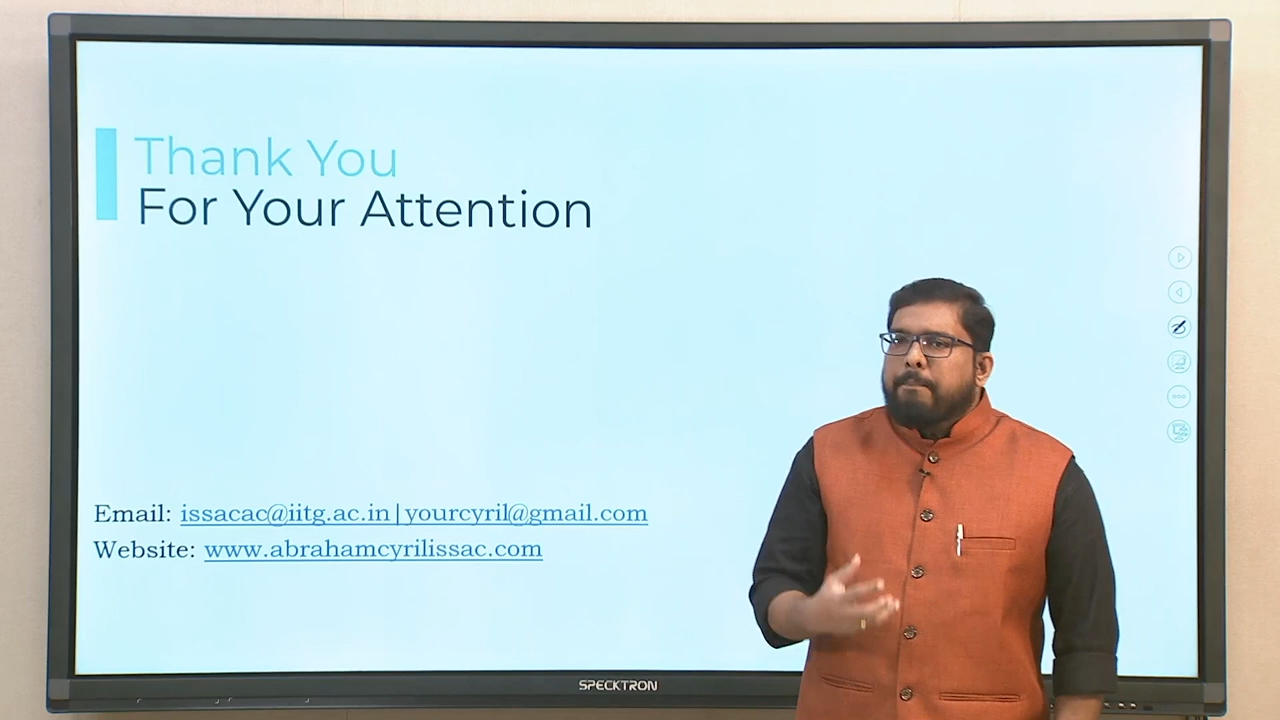 Thank You
For Your Attention
Email: issacac@iitg.ac.in|yourcyril@gmail.com
Website: www.abrahamcyrilissac.com
SPECKTRON